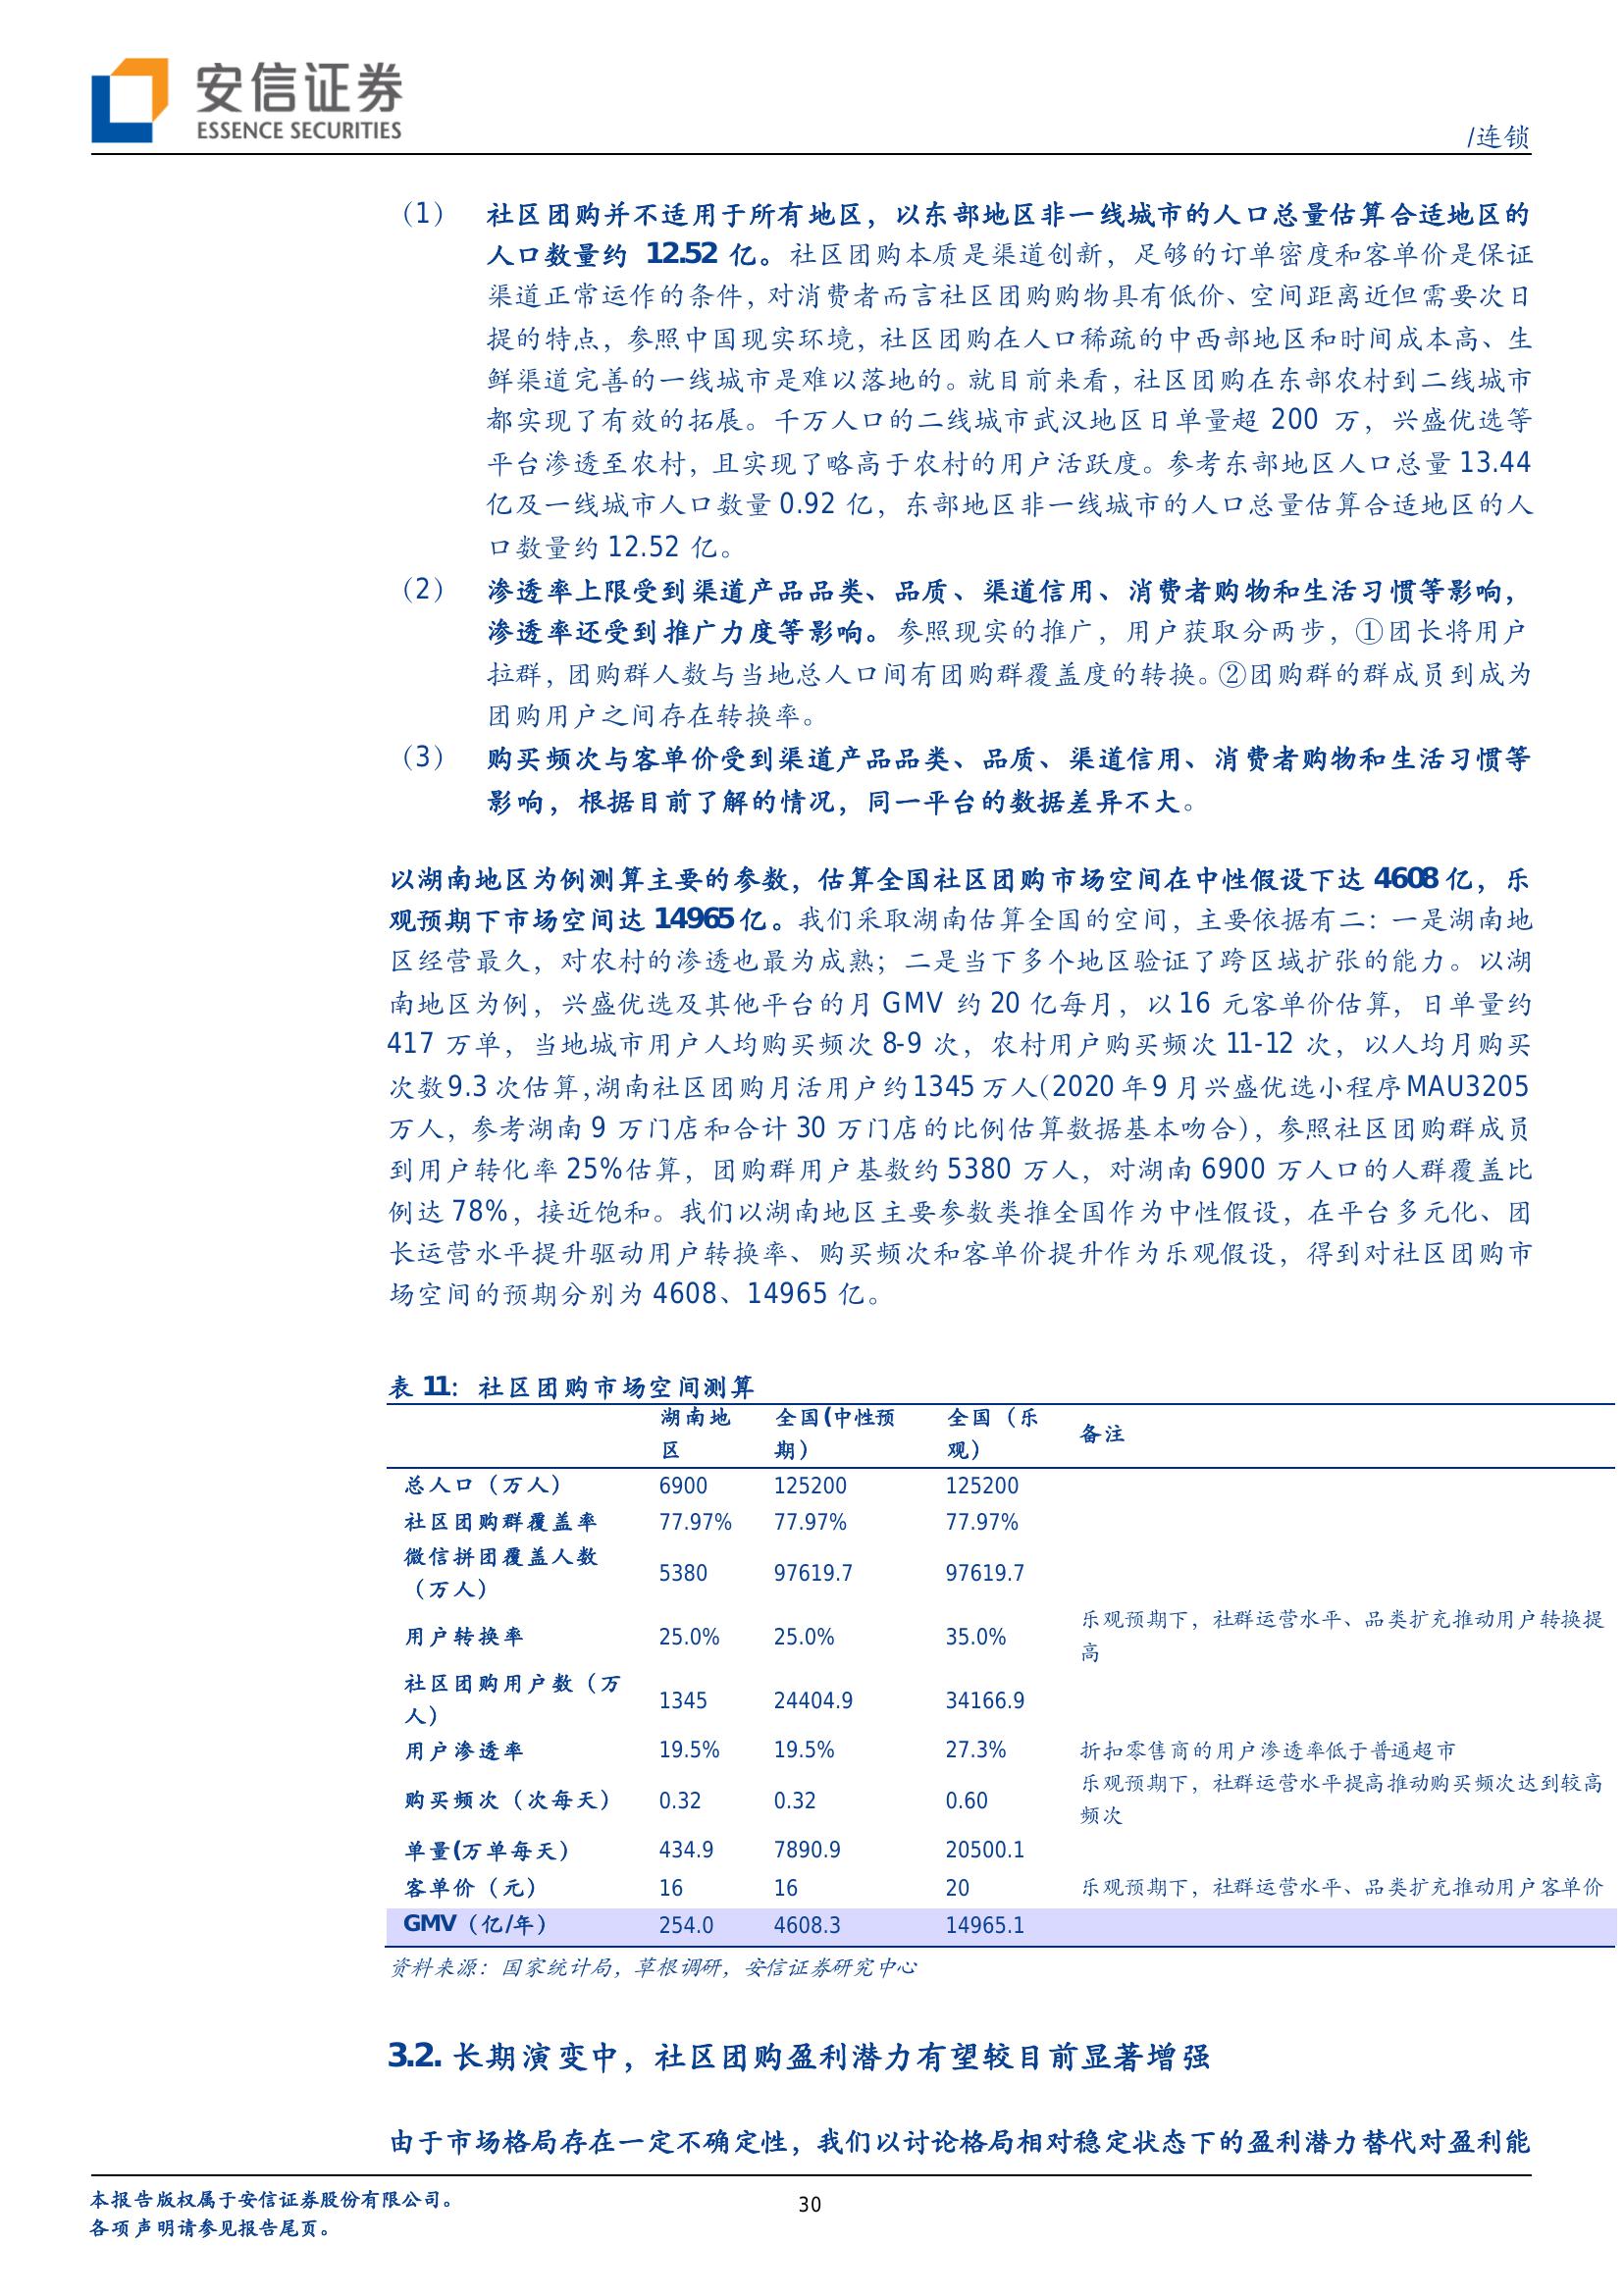 安信证券
ESSENCE SECURITIES
/连锁
（1） 社区团购并不适用于所有地区，以东部地区非一线城市的人口总量估算合适地区的
人口数量约 12.52 亿。社区团购本质是渠道创新，足够的订单密度和客单价是保证
渠道正常运作的条件，对消费者而言社区团购购物具有低价、空间距离近但需要次日
提的特点，参照中国现实环境，社区团购在人口稀疏的中西部地区和时间成本高、生
鲜渠道完善的一线城市是难以落地的。就目前来看，社区团购在东部农村到二线城市
都实现了有效的拓展。千万人口的二线城市武汉地区日单量超 200 万，兴盛优选等
平台渗透至农村，且实现了略高于农村的用户活跃度。参考东部地区人口总量 13.44
亿及一线城市人口数量 0.92 亿，东部地区非一线城市的人口总量估算合适地区的人
口数量约 12.52 亿。
（2） 渗透率上限受到渠道产品品类、品质、渠道信用、消费者购物和生活习惯等影响，
渗透率还受到推广力度等影响。参照现实的推广，用户获取分两步，①团长将用户
拉群，团购群人数与当地总人口间有团购群覆盖度的转换。②团购群的群成员到成为
团购用户之间存在转换率。
（3） 购买频次与客单价受到渠道产品品类、品质、渠道信用、消费者购物和生活习惯等
影响，根据目前了解的情况，同一平台的数据差异不大。
以湖南地区为例测算主要的参数，估算全国社区团购市场空间在中性假设下达 4608 亿，乐
观预期下市场空间达 14965 亿。我们采取湖南估算全国的空间，主要依据有二：一是湖南地
区经营最久，对农村的渗透也最为成熟；二是当下多个地区验证了跨区域扩张的能力。以湖
南地区为例，兴盛优选及其他平台的月 GMV 约 20 亿每月，以 16 元客单价估算，日单量约
417 万单，当地城市用户人均购买频次 8-9 次，农村用户购买频次 11-12 次，以人均月购买
次数 9.3 次估算,湖南社区团购月活用户约 1345 万人(2020 年 9 月兴盛优选小程序 MAU3205
万人，参考湖南 9 万门店和合计 30 万门店的比例估算数据基本吻合)，参照社区团购群成员
到用户转化率 25%估算，团购群用户基数约 5380 万人，对湖南 6900 万人口的人群覆盖比
例达 78%，接近饱和。我们以湖南地区主要参数类推全国作为中性假设，在平台多元化、团
长运营水平提升驱动用户转换率、购买频次和客单价提升作为乐观假设，得到对社区团购市
场空间的预期分别为 4608、14965 亿。
表 11：社区团购市场空间测算
湖南地区 全国(中性预期） 全国（乐观） 备注
总人口（万人） 6900 125200 125200
社区团购群覆盖率 77.97% 77.97% 77.97%
微信拼团覆盖人数（万人） 5380 97619.7 97619.7
用户转换率 25.0% 25.0% 35.0% 乐观预期下，社群运营水平、品类扩充推动用户转换提高
社区团购用户数（万人） 1345 24404.9 34166.9
用户渗透率 19.5% 19.5% 27.3% 折扣零售商的用户渗透率低于普通超市
购买频次（次每天） 0.32 0.32 0.60 乐观预期下，社群运营水平提高推动购买频次达到较高频次
单量(万单每天） 434.9 7890.9 20500.1
客单价（元） 16 16 20 乐观预期下，社群运营水平、品类扩充推动用户客单价
GMV（亿/年） 254.0 4608.3 14965.1
资料来源：国家统计局，草根调研，安信证券研究中心
3.2. 长期演变中，社区团购盈利潜力有望较目前显著增强
由于市场格局存在一定不确定性，我们以讨论格局相对稳定状态下的盈利潜力替代对盈利能
本报告版权属于安信证券股份有限公司。
各项声明请参见报告尾页。
30